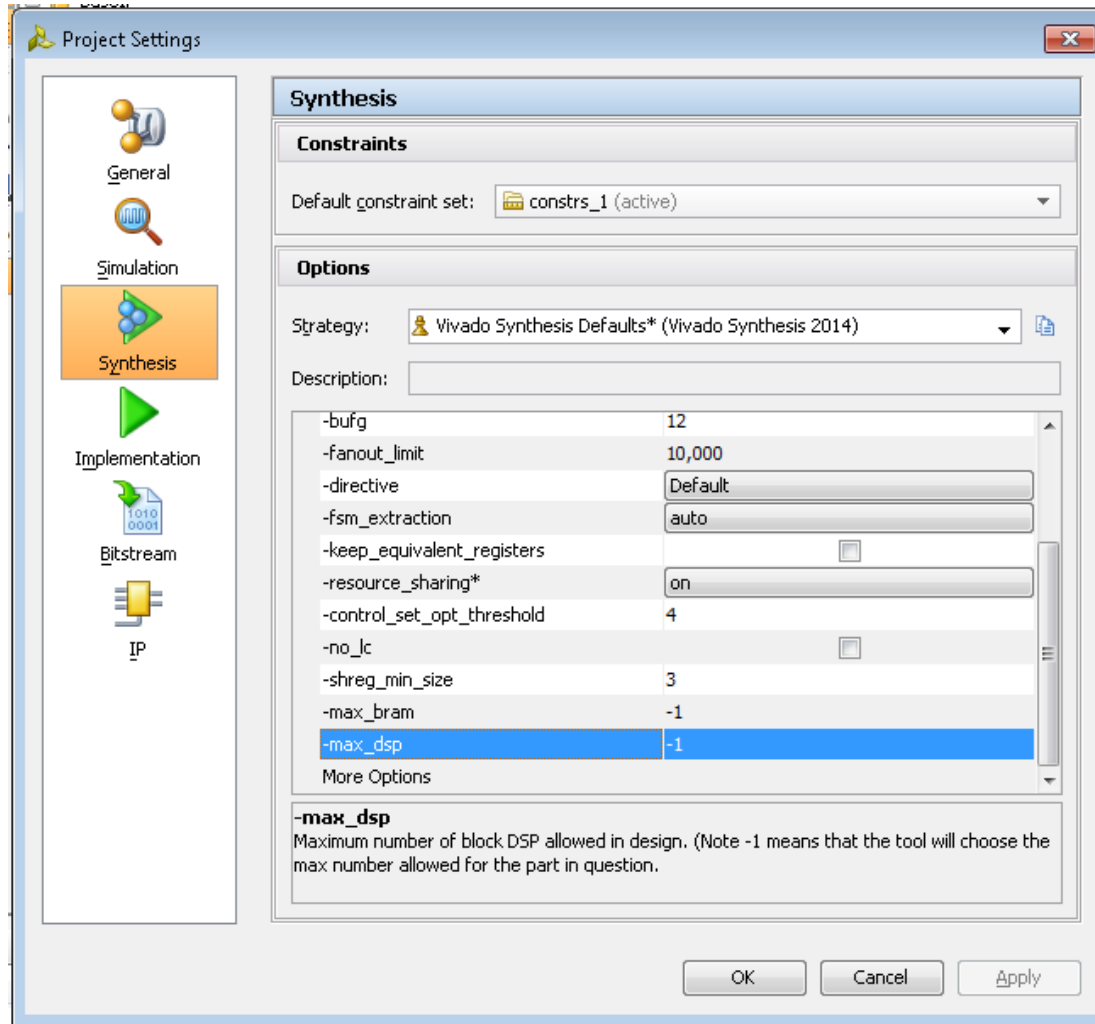 Project Settings
General
Simulation
Synthesis
Implementation
1010
0001
Bitstream
IP
Synthesis
Constraints
Default constraint set: constrs_1 (active)
Options
Strategy: Vivado Synthesis Defaults* (Vivado Synthesis 2014)
Description:
-bufg 12
-fanout_limit 10,000
-directive Default
-fsm_extraction auto
-keep_equivalent_registers
-resource_sharing* on
-control_set_opt_threshold 4
-no_lc
-shreg_min_size 3
-max_bram -1
-max_dsp -1
More Options
-max_dsp
Maximum number of block DSP allowed in design. (Note -1 means that the tool will choose the
max number allowed for the part in question.
OK Cancel Apply